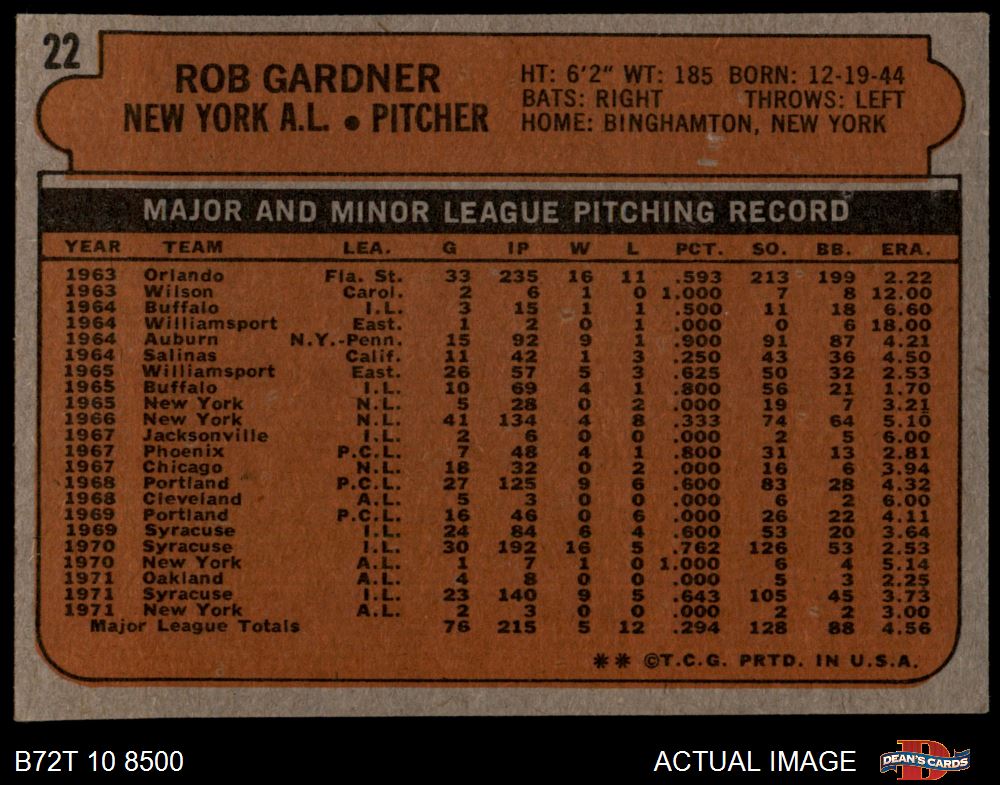 22
ROB GARDNER
NEW YORK A.L. • PITCHER
HT: 6'2" WT: 185 BORN: 12-19-44
BATS: RIGHT THROWS: LEFT
HOME: BINGHAMTON, NEW YORK
MAJOR AND MINOR LEAGUE PITCHING RECORD
YEAR TEAM LEA. G IP W L PCT. SO. BB. ERA.
1963 Orlando Fla. St. 33 235 16 11 .593 213 199 2.22
1963 Wilson Carol. 2 6 1 0 1.000 7 8 12.00
1964 Buffalo I.L. 3 15 1 1 .500 11 18 6.60
1964 Williamsport East. 1 2 0 1 .000 0 6 18.00
1964 Auburn N.Y.-Penn. 15 92 9 1 .900 91 87 4.21
1964 Salinas Calif. 11 42 1 3 .250 43 36 4.50
1965 Williamsport East. 26 57 5 3 .625 50 32 2.53
1965 Buffalo I.L. 10 69 4 1 .800 56 21 1.70
1965 New York N.L. 5 28 0 2 .000 19 7 3.21
1966 New York N.L. 41 134 4 8 .333 74 64 5.10
1967 Jacksonville I.L. 2 6 0 0 .000 2 5 6.00
1967 Phoenix P.C.L. 7 48 4 1 .800 31 13 2.81
1967 Chicago N.L. 18 32 0 2 .000 16 6 3.94
1968 Portland P.C.L. 27 125 9 6 .600 83 28 4.32
1968 Cleveland A.L. 5 3 0 0 .000 6 2 6.00
1969 Portland P.C.L. 16 46 0 6 .000 26 22 4.11
1969 Syracuse I.L. 24 84 6 4 .600 53 20 3.64
1970 Syracuse I.L. 30 192 16 5 .762 126 53 2.53
1970 New York A.L. 1 7 1 0 1.000 6 4 5.14
1971 Oakland A.L. 4 8 0 0 .000 5 3 2.25
1971 Syracuse I.L. 23 140 9 5 .643 105 45 3.73
1971 New York A.L. 2 3 0 0 .000 2 2 3.00
Major League Totals 76 215 5 12 .294 128 88 4.56
** ©T.C.G. PRTD. IN U.S.A.
B72T 10 8500
ACTUAL IMAGE
DEAN'S CARDS